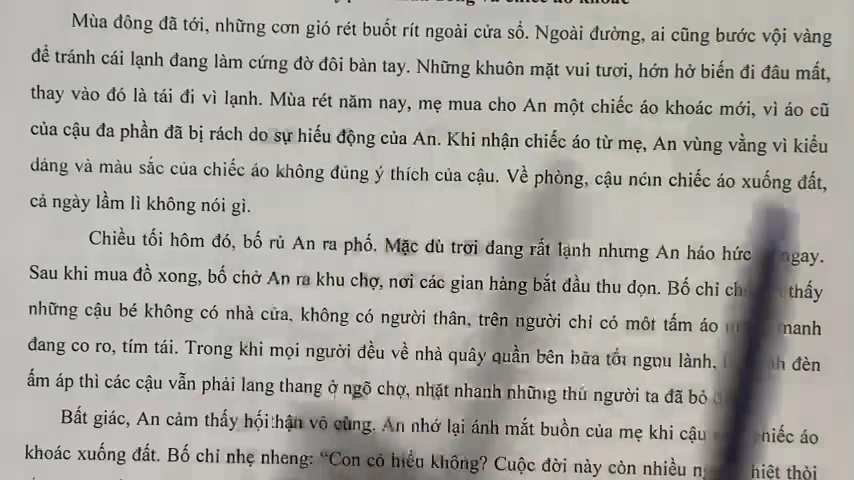 áo khoác
Mùa đông đã tới, những cơn gió rét buốt rít ngoài cửa sổ. Ngoài đường, ai cũng bước vội vàng
để tránh cái lạnh đang làm cứng đờ đôi bàn tay. Những khuôn mặt vui tươi, hớn hở biến đi đâu mất,
thay vào đó là tái đi vì lạnh. Mùa rét năm nay, mẹ mua cho An một chiếc áo khoác mới, vì áo cũ
của cậu đa phần đã bị rách do sự hiếu động của An. Khi nhận chiếc áo từ mẹ, An vùng vằng vì kiểu
dáng và màu sắc của chiếc áo không đúng ý thích của cậu. Về phòng, cậu ném chiếc áo xuống đất,
cả ngày lầm lì không nói gì.
Chiều tối hôm đó, bố rủ An ra phố. Mặc dù trời đang rất lạnh nhưng An háo hức ngay.
Sau khi mua đồ xong, bố chở An ra khu chợ, nơi các gian hàng bắt đầu thu dọn. Bố chỉ thấy
những cậu bé không có nhà cửa, không có người thân, trên người chỉ có một tấm áo manh
đang co ro, tím tái. Trong khi mọi người đều về nhà quây quần bên bữa tối ngon lành, đèn
ấm áp thì các cậu vẫn phải lang thang ở ngõ chợ, nhặt nhanh những thứ người ta đã bỏ
Bất giác, An cảm thấy hối hận vô cùng. An nhớ lại ánh mắt buồn của mẹ khi cậu chiếc áo
khoác xuống đất. Bố chỉ nhẹ nheng: “Con có hiểu không? Cuộc đời này còn nhiều thiệt thòi